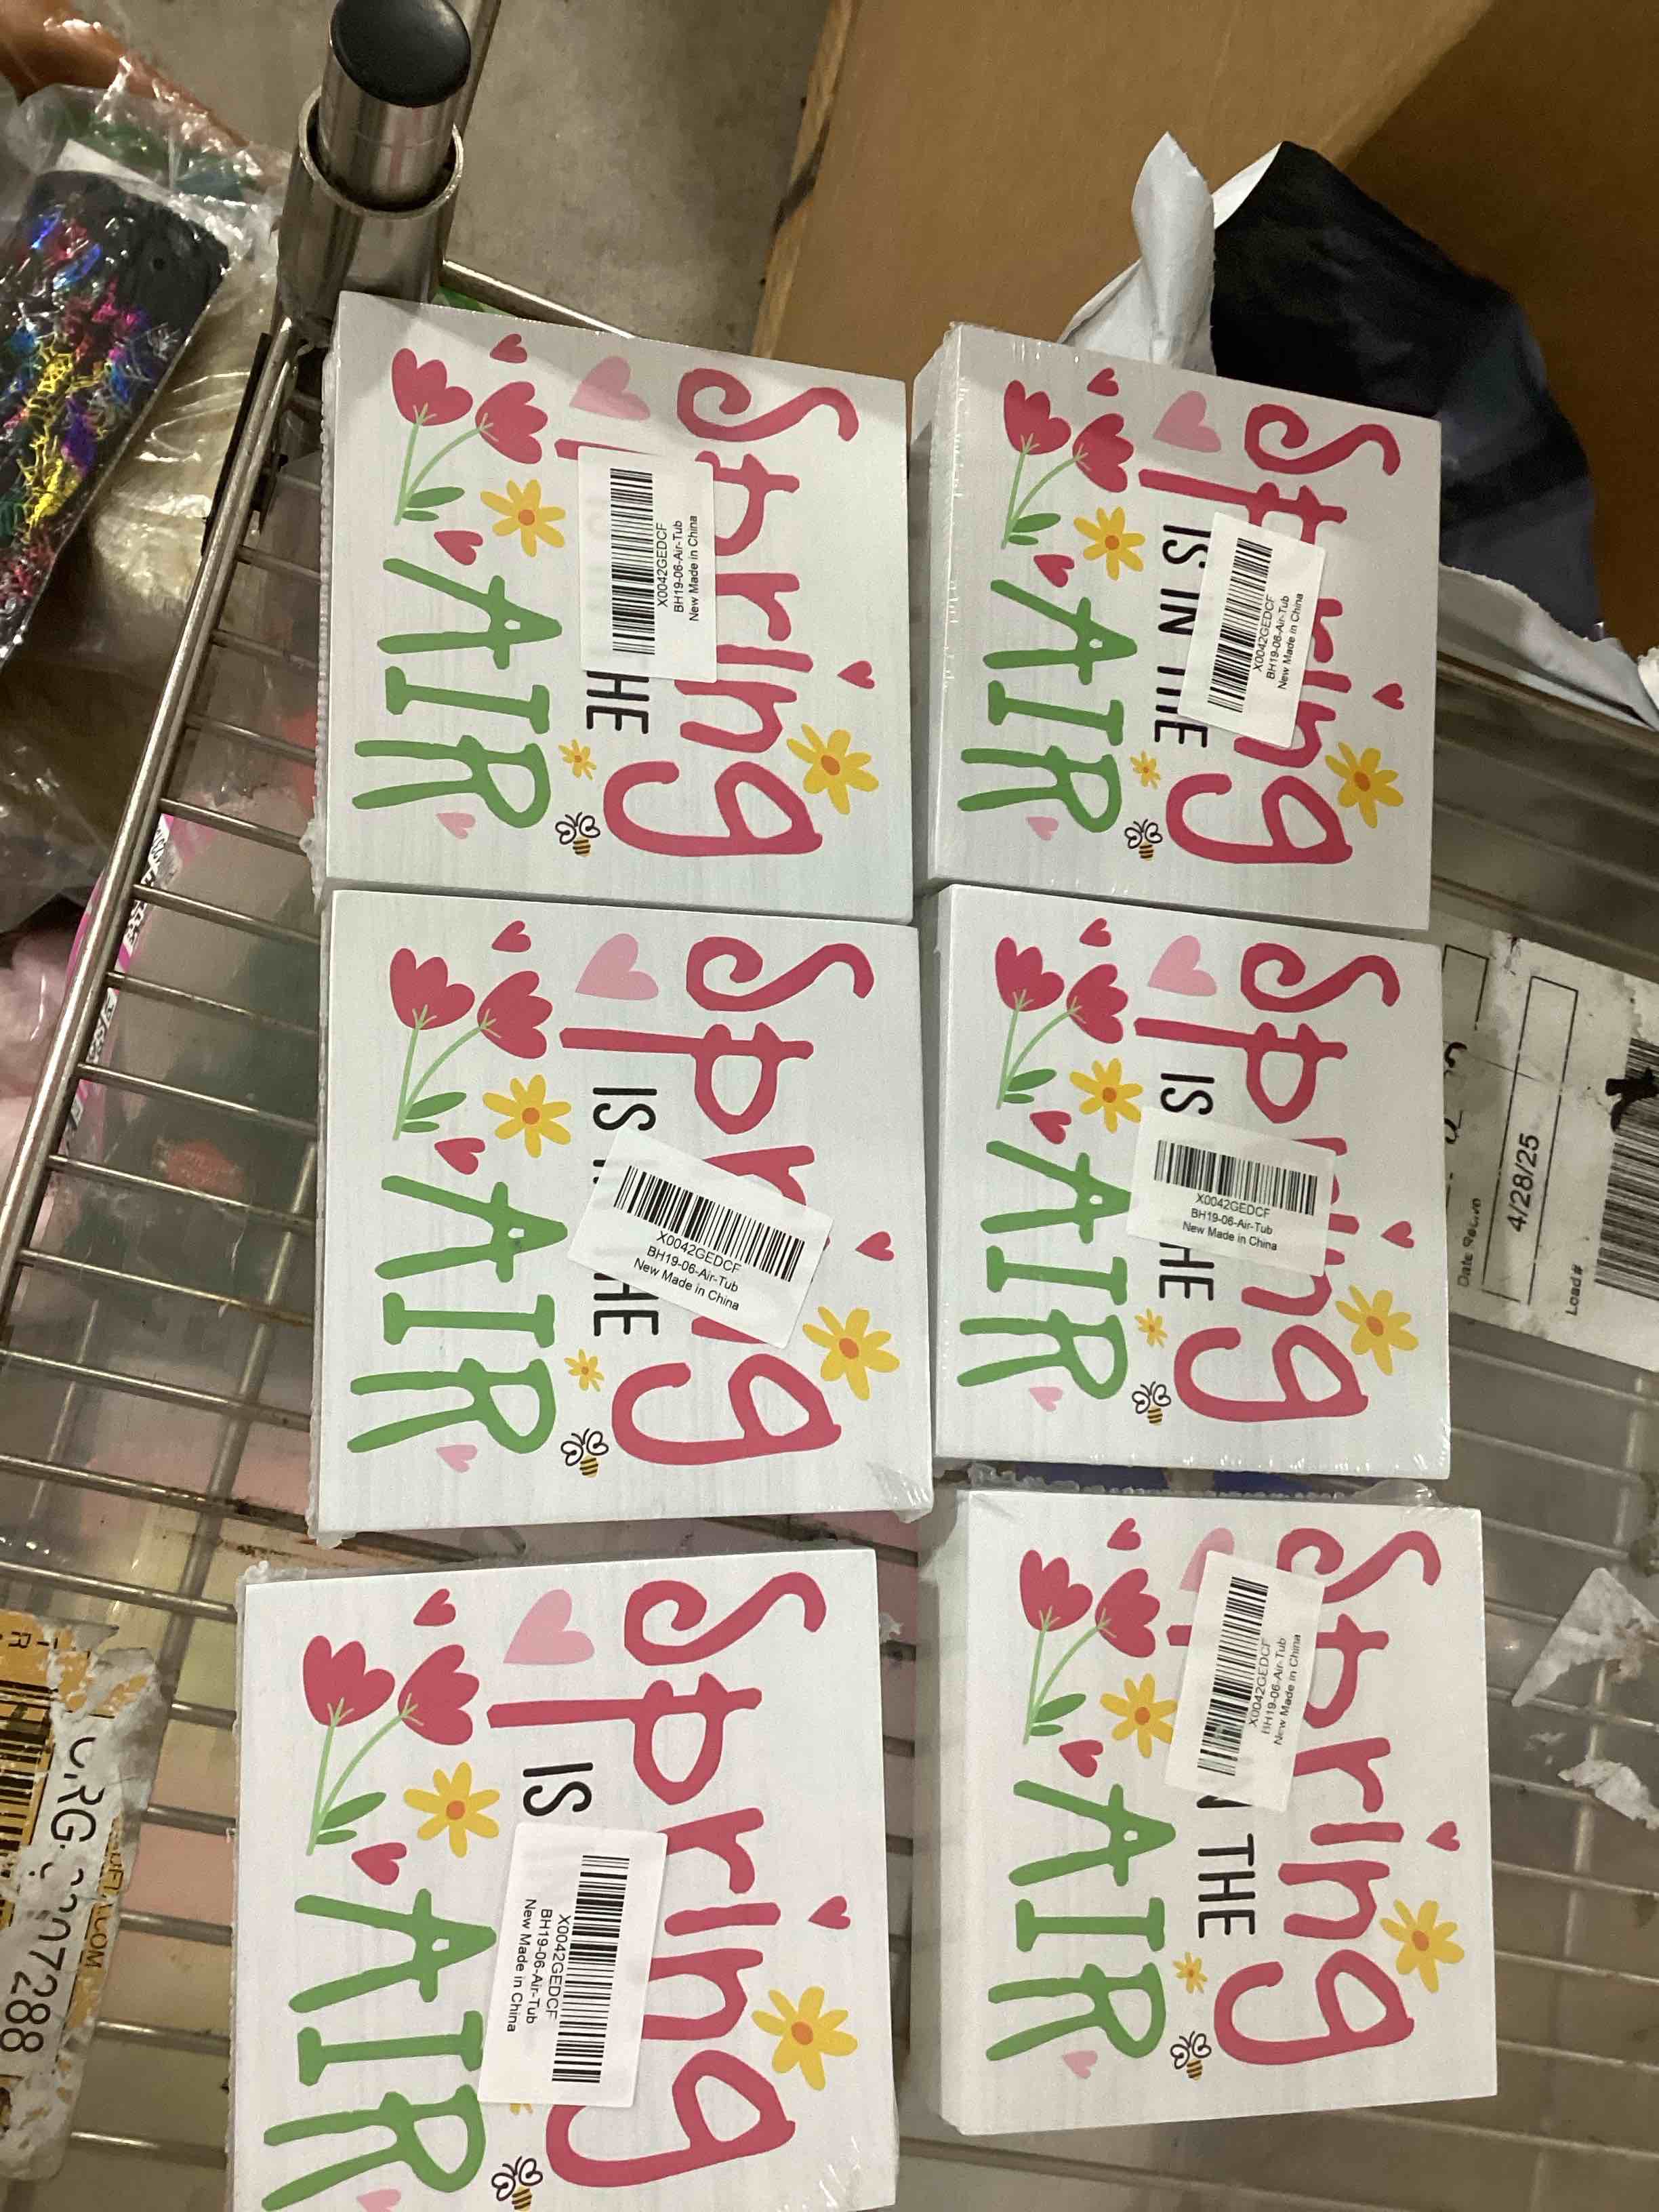 Spring
HE
AIR
X0042GEDCF
BH19-06-Air-Tub
New Made in China
Spring
IS IN THE
AIR
X0042GEDCF
BH19-06-Air-Tub
New Made in China
Spring
IS
HE
AIR
X0042GEDCF
BH19-06-Air-Tub
New Made in China
Spring
IS
HE
AIR
X0042GEDCF
BH19-06-Air-Tub
New Made in China
Spring
IS
AIR
X0042GEDCF
BH19-06-Air-Tub
New Made in China
Spring
THE
AIR
X0042GEDCF
BH19-06-Air-Tub
New Made in China
4/28/25
Load#